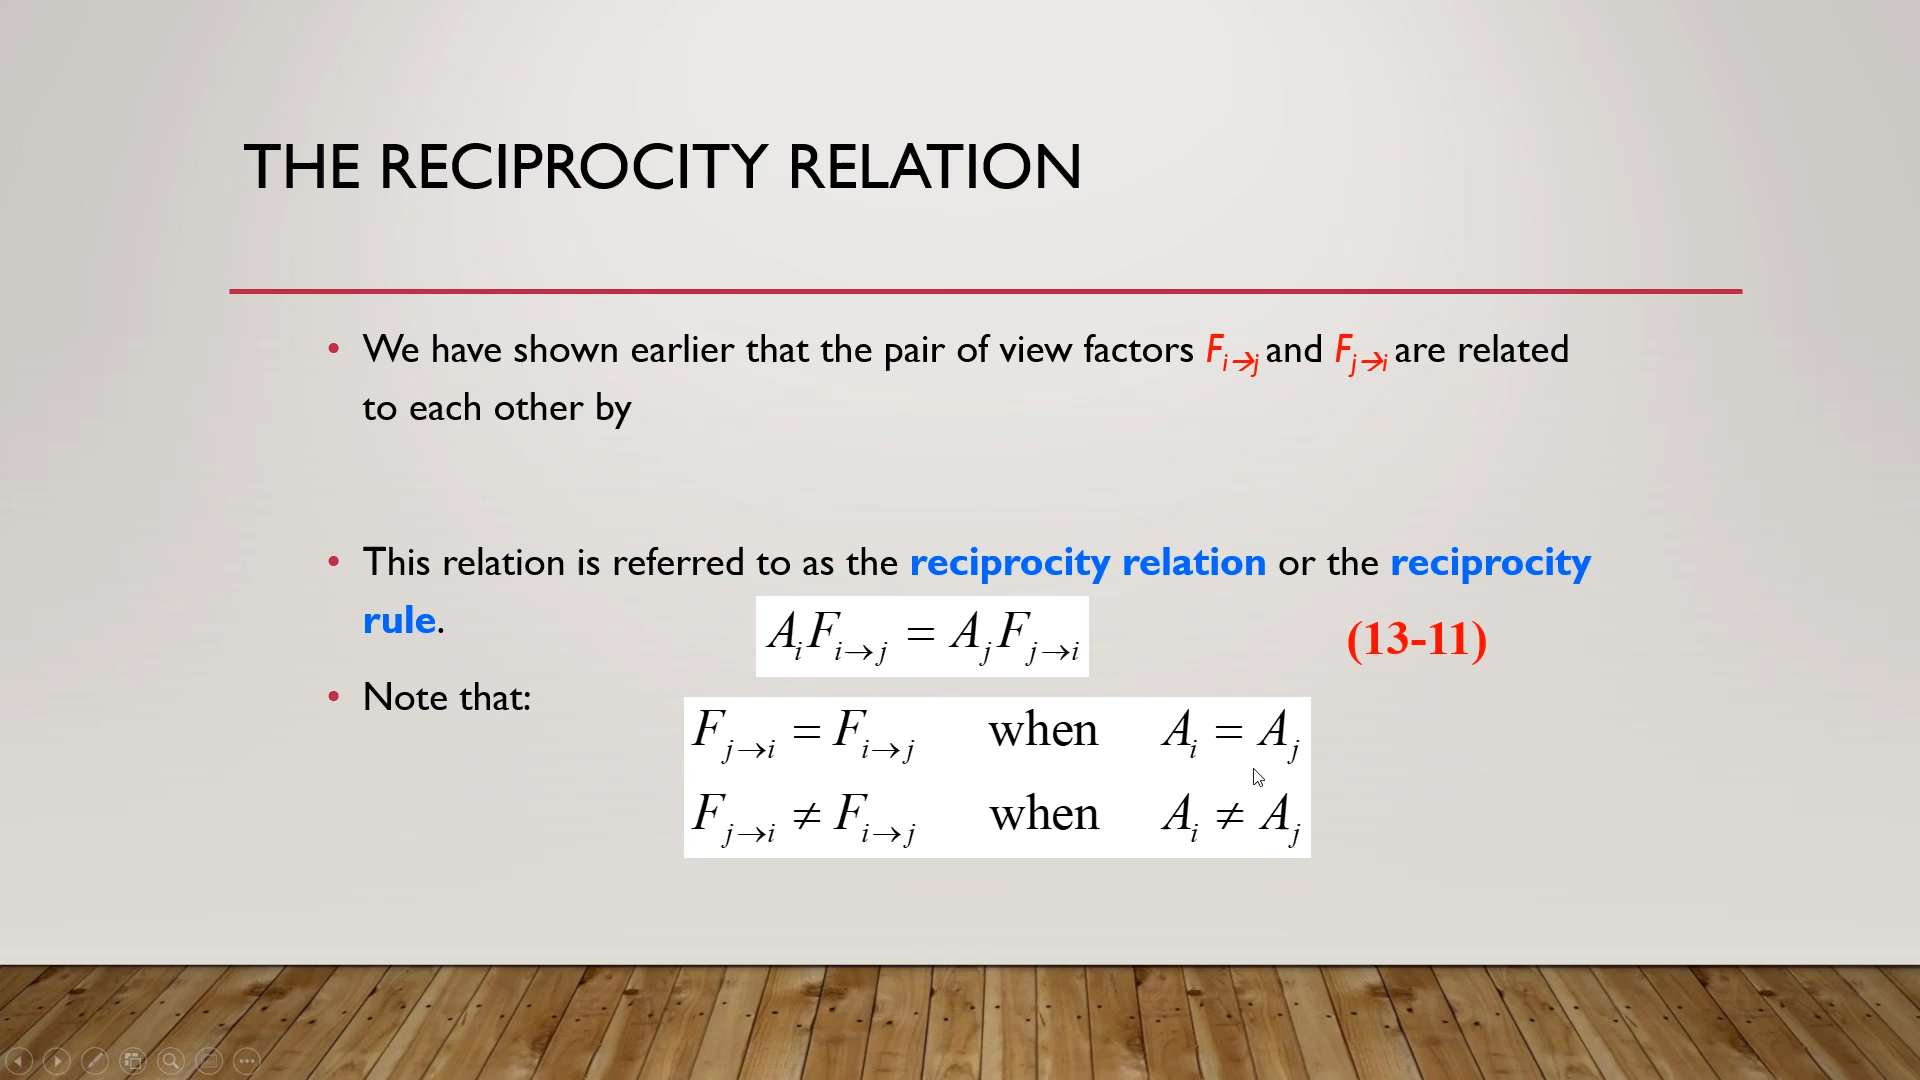 THE RECIPROCITY RELATION
• We have shown earlier that the pair of view factors F_{i→j} and F_{j→i} are related
to each other by
• This relation is referred to as the reciprocity relation or the reciprocity
rule.
A_i F_{i→j} = A_j F_{j→i} (13-11)
• Note that:
F_{j→i} = F_{i→j} when A_i = A_j
F_{j→i} ≠ F_{i→j} when A_i ≠ A_j